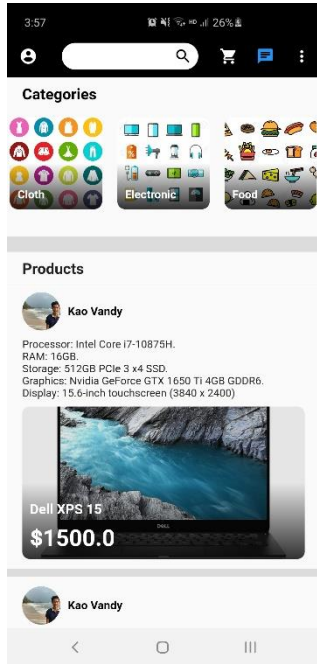 3:57
HD
26%
Categories
Cloth
Electronic
Food
Products
Kao Vandy
Processor: Intel Core i7-10875H.
RAM: 16GB.
Storage: 512GB PCIe 3 x4 SSD.
Graphics: Nvidia GeForce GTX 1650 Ti 4GB GDDR6.
Display: 15.6-inch touchscreen (3840 x 2400)
DELL
Dell XPS 15
$1500.0
Kao Vandy